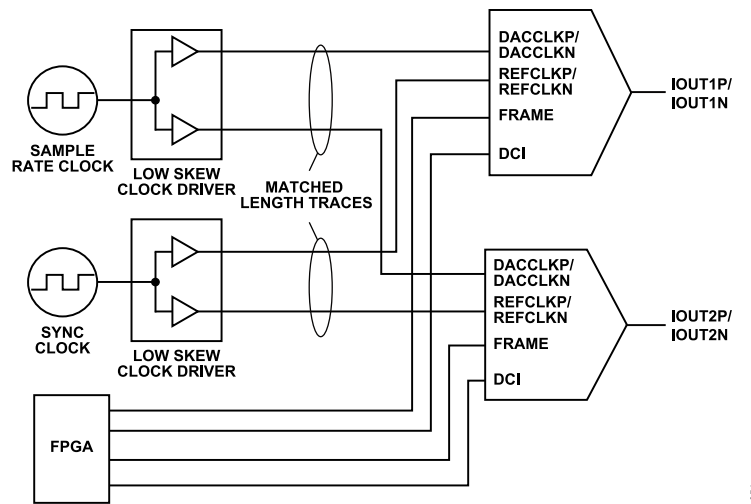 DACCLKP/
DACCLKN
REFCLKP/
REFCLKN
FRAME
DCI
IOUT1P/
IOUT1N
SAMPLE
RATE CLOCK
LOW SKEW
CLOCK DRIVER
MATCHED
LENGTH TRACES
DACCLKP/
DACCLKN
REFCLKP/
REFCLKN
FRAME
DCI
IOUT2P/
IOUT2N
SYNC
CLOCK
LOW SKEW
CLOCK DRIVER
FPGA